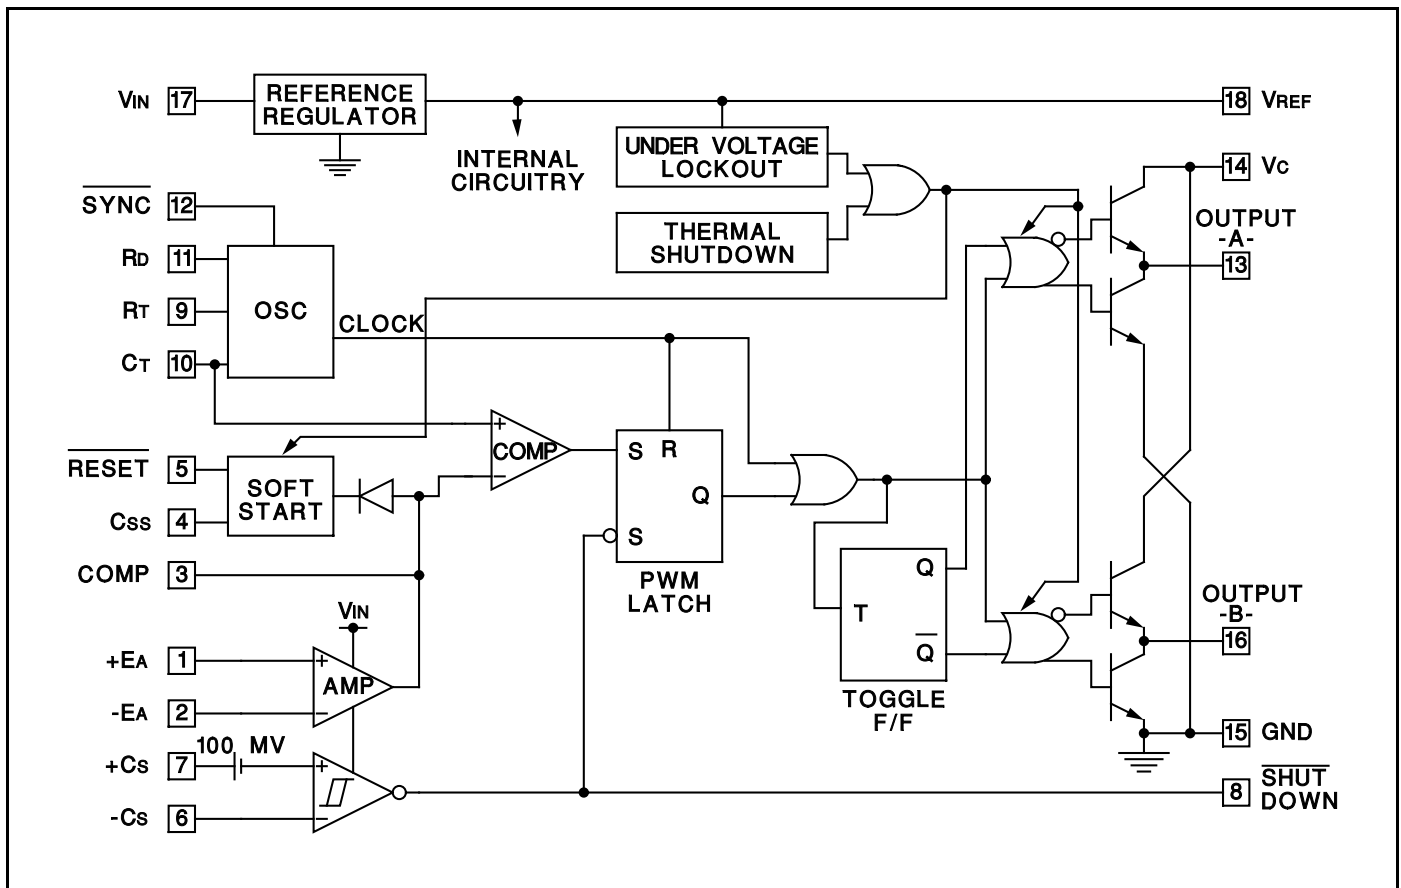 VIN 17
REFERENCE
REGULATOR
18 VREF
INTERNAL
CIRCUITRY
UNDER VOLTAGE
LOCKOUT
14 VC
SYNC 12
THERMAL
SHUTDOWN
OUTPUT
-A-
13
RD 11
RT 9
OSC
CLOCK
CT 10
+
COMP
-
RESET 5
SOFT
START
CSS 4
COMP 3
S R
Q
S
PWM
LATCH
Q
T
Q
TOGGLE
F/F
OUTPUT
-B-
16
VIN
+EA 1
+
AMP
-EA 2
-
100 MV
+CS 7
+
-CS 6
-
15 GND
8 SHUT
DOWN